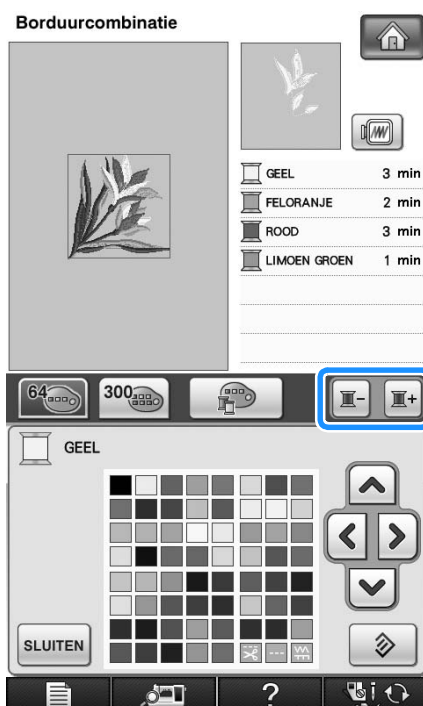 Borduurcombinatie
GEEL 3 min
FELORANJE 2 min
ROOD 3 min
LIMOEN GROEN 1 min
64 300 - +
GEEL
SLUITEN
?